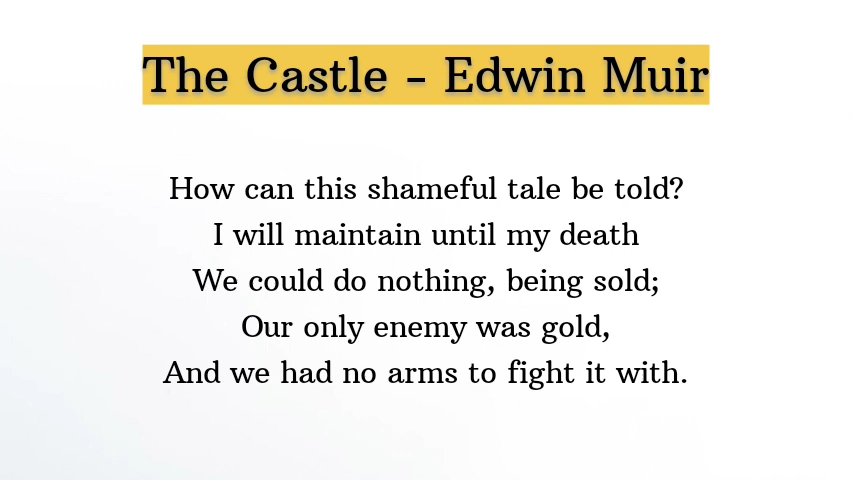 The Castle - Edwin Muir
How can this shameful tale be told?
I will maintain until my death
We could do nothing, being sold;
Our only enemy was gold,
And we had no arms to fight it with.